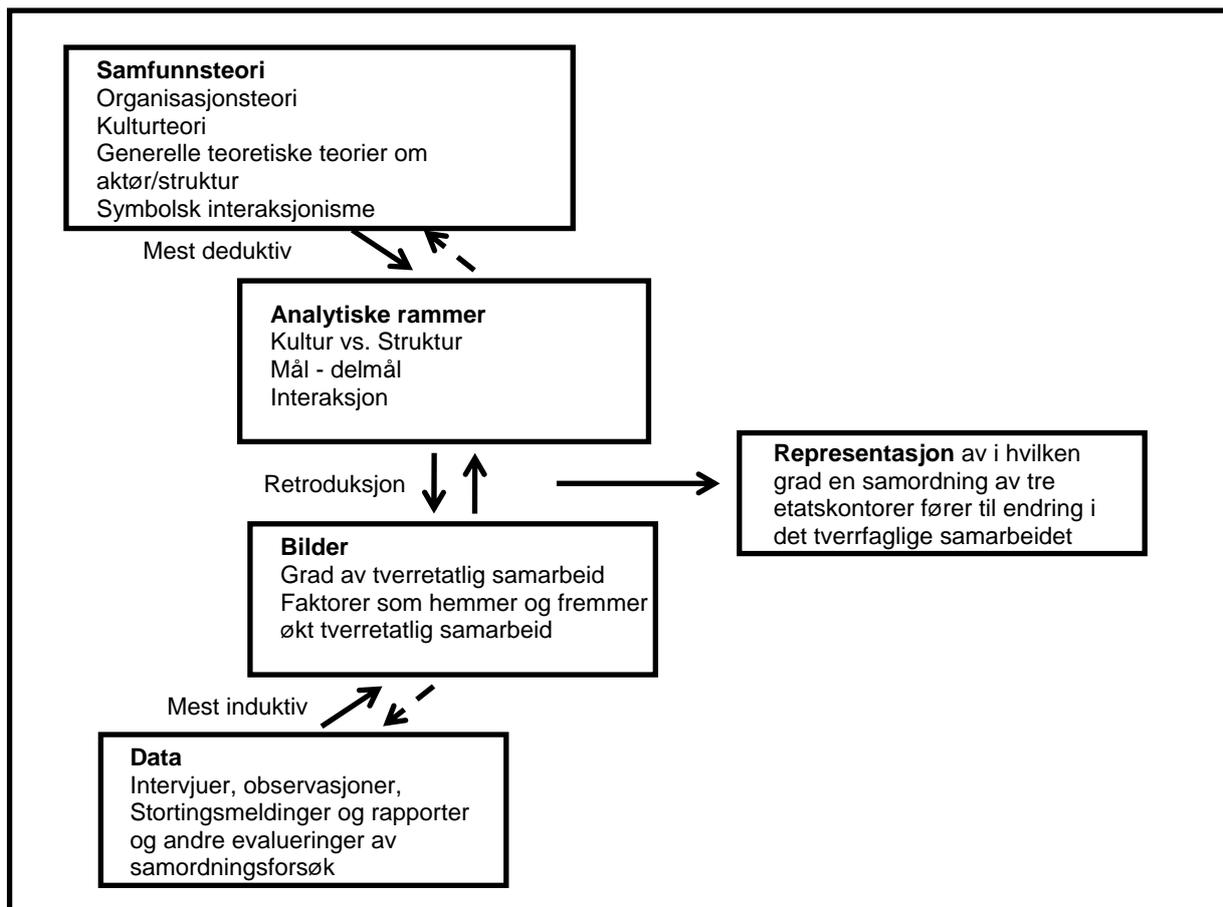 Samfunnsteori
Organisasjonsteori
Kulturteori
Generelle teoretiske teorier om
aktør/struktur
Symbolsk interaksjonisme
Mest deduktiv
Analytiske rammer
Kultur vs. Struktur
Mål - delmål
Interaksjon
Retroduksjon
Representasjon av i hvilken
grad en samordning av tre
etatskontorer fører til endring i
det tverrfaglige samarbeidet
Bilder
Grad av tverretatlig samarbeid
Faktorer som hemmer og fremmer
økt tverretatlig samarbeid
Mest induktiv
Data
Intervjuer, observasjoner,
Stortingsmeldinger og rapporter
og andre evalueringer av
samordningsforsøk